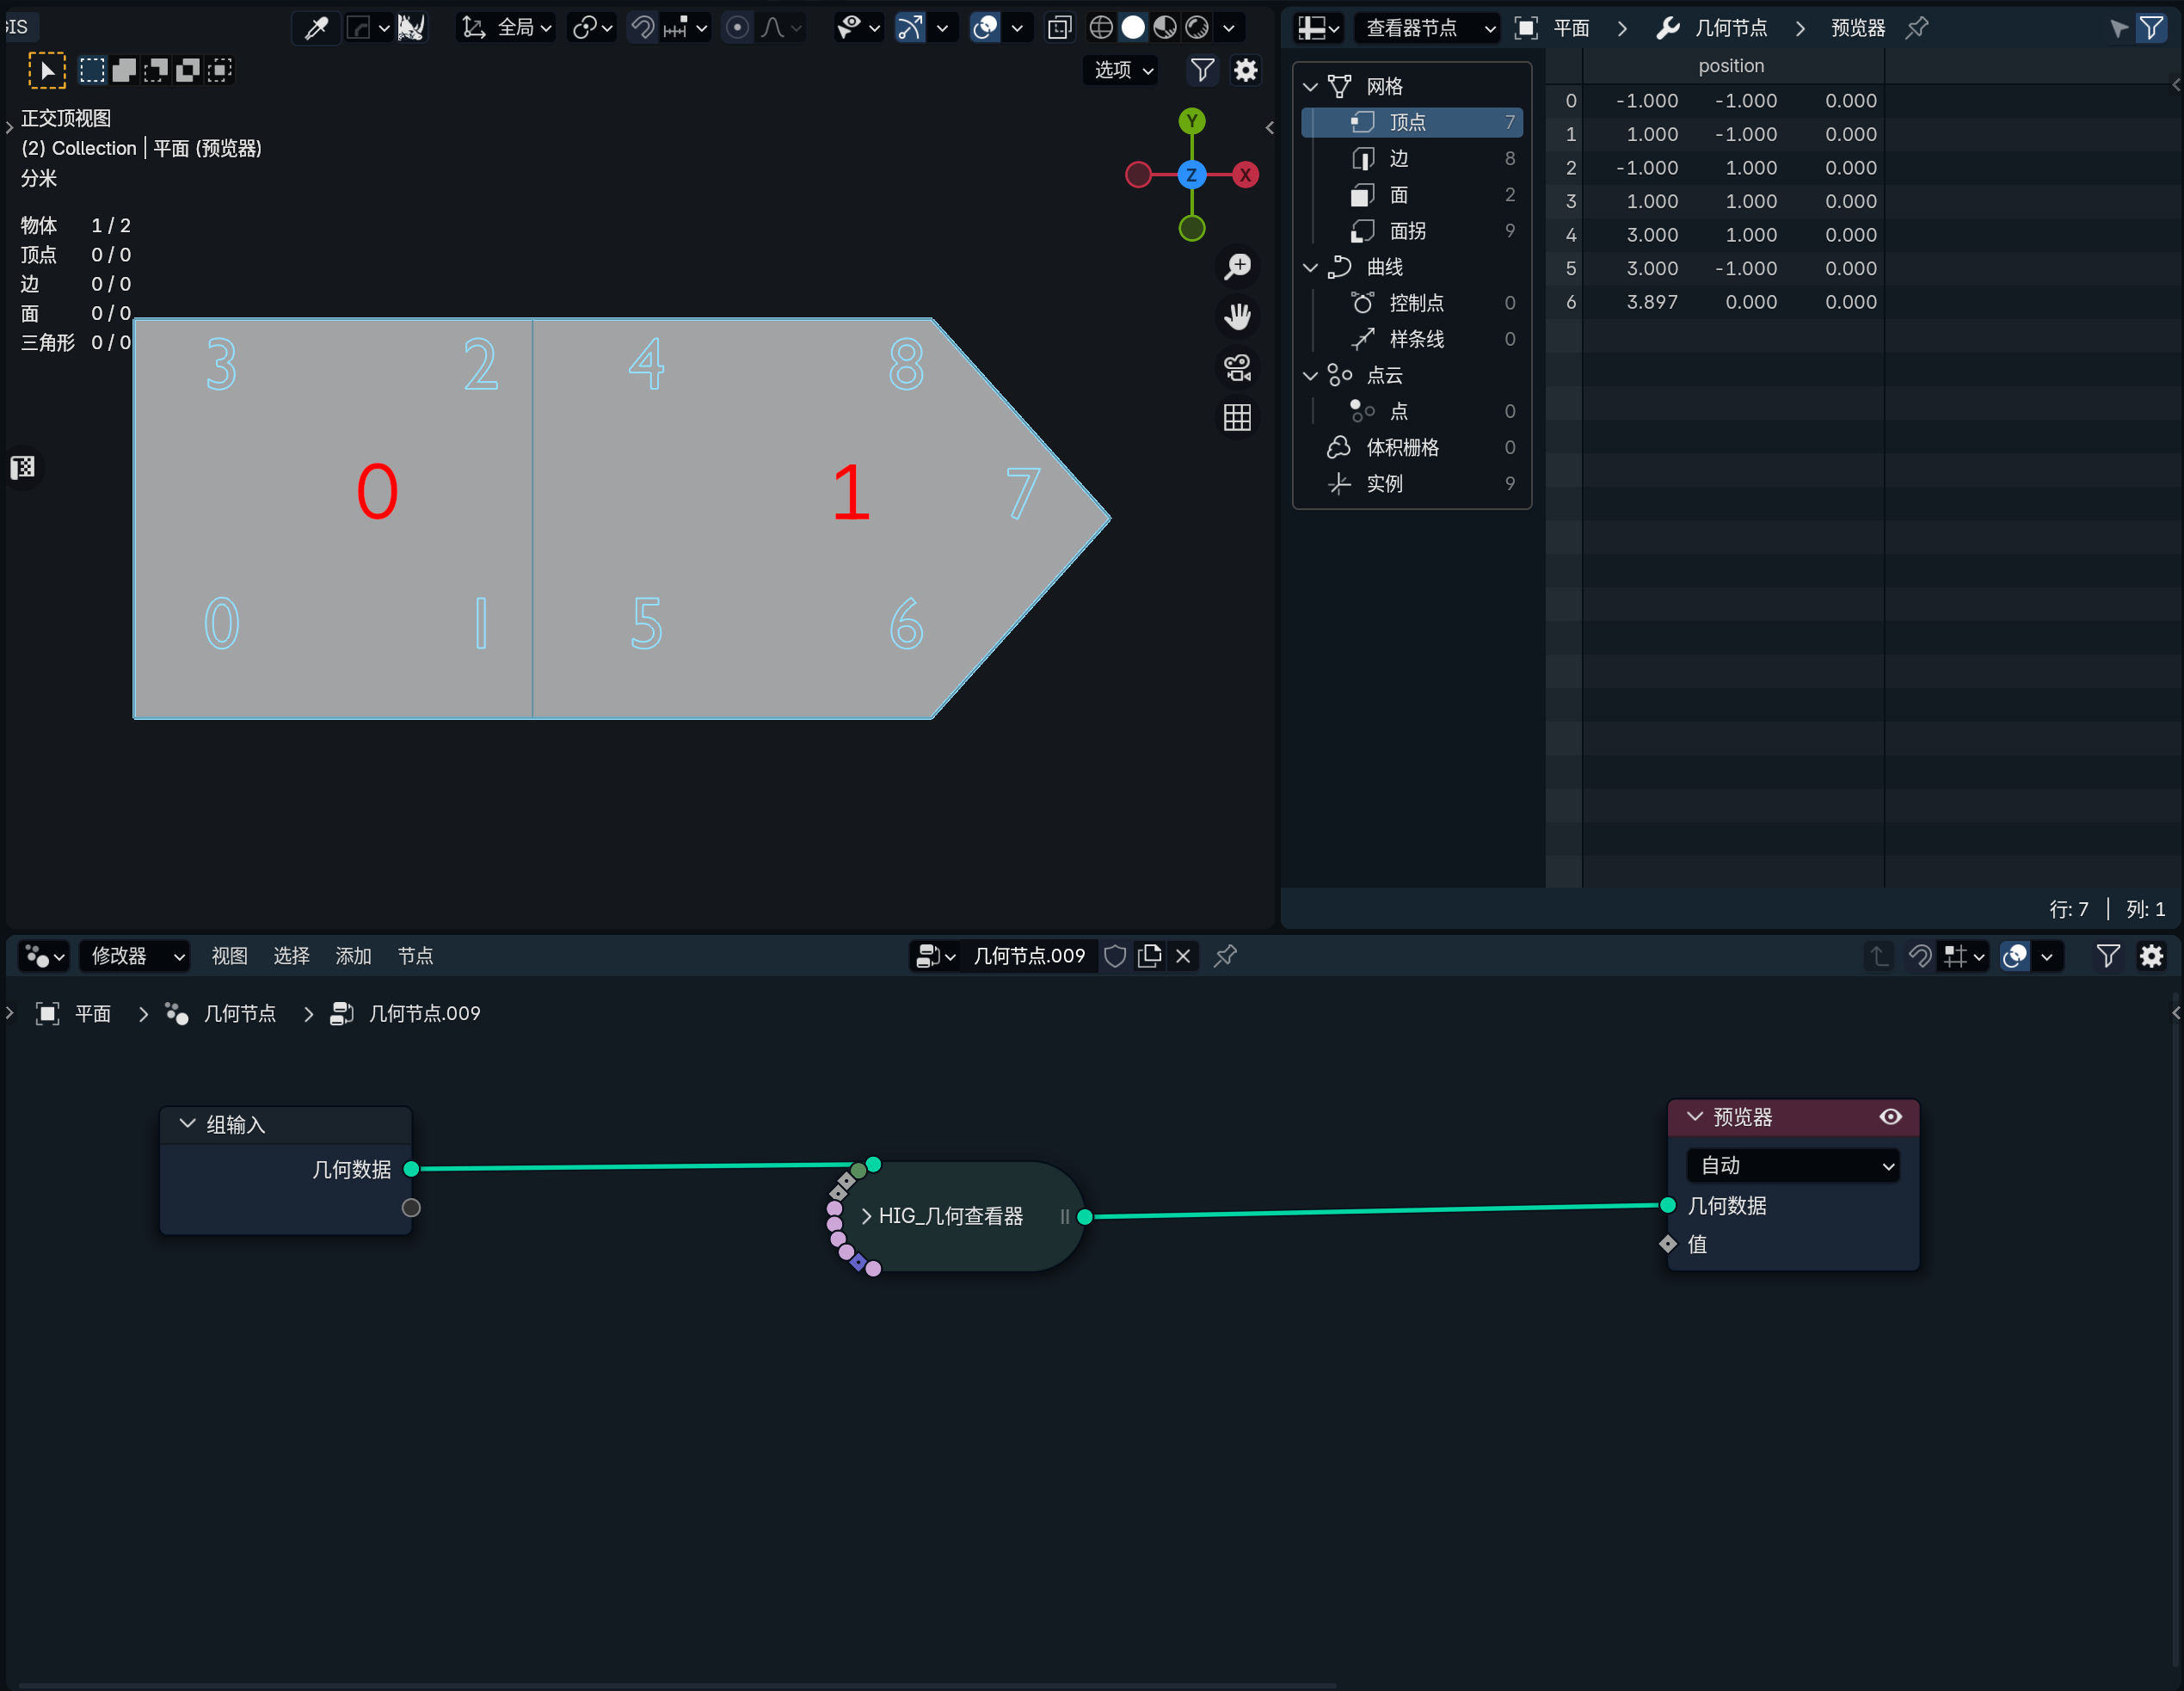 GIS
全局
选项
正交顶视图
(2) Collection | 平面 (预览器)
分米
物体 1 / 2
顶点 0 / 0
边 0 / 0
面 0 / 0
三角形 0 / 0
Y
Z
X
3 2 4 8
0 1 7
0 1 5 6
查看器节点 平面 > 几何节点 > 预览器
网格
顶点 7
边 8
面 2
面拐 9
曲线
控制点 0
样条线 0
点云
点 0
体积栅格 0
实例 9
position
0 -1.000 -1.000 0.000
1 1.000 -1.000 0.000
2 -1.000 1.000 0.000
3 1.000 1.000 0.000
4 3.000 1.000 0.000
5 3.000 -1.000 0.000
6 3.897 0.000 0.000
行: 7 | 列: 1
修改器 视图 选择 添加 节点 几何节点.009
平面 > 几何节点 > 几何节点.009
组输入
几何数据
HIG_几何查看器
预览器
自动
几何数据
值